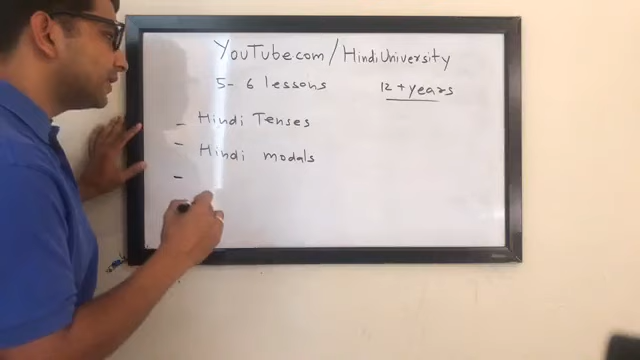 YouTube.com/HindiUniversity
5-6 lessons 12 + years
- Hindi Tenses
- Hindi modals
-